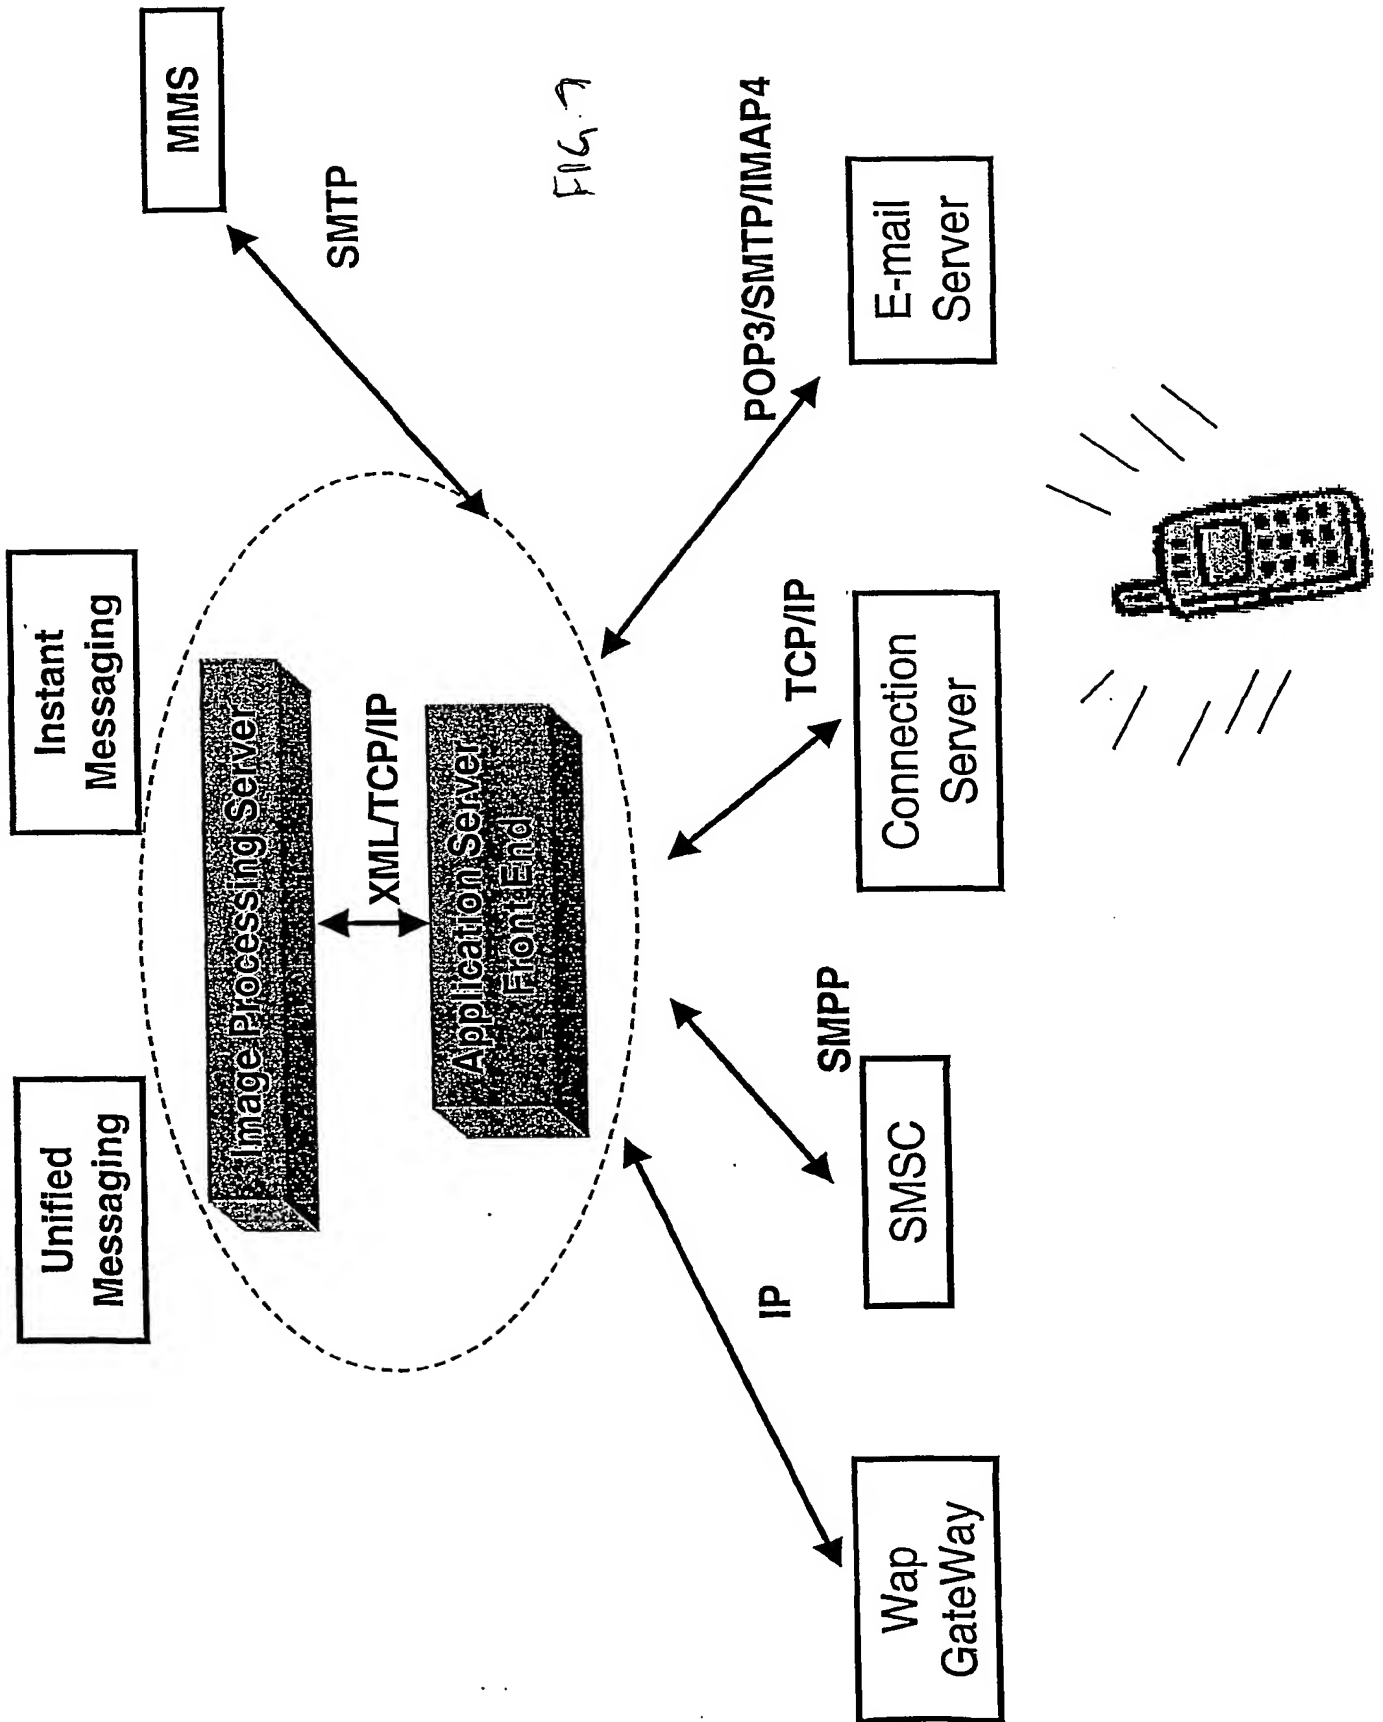 Unified
Messaging
Instant
Messaging
MMS
Image Processing Server
SMTP
XML/TCP/IP
Application Server
Front End
FIG. 7
POP3/SMTP/IMAP4
TCP/IP
SMPP
IP
Wap
GateWay
SMSC
Connection
Server
E-mail
Server